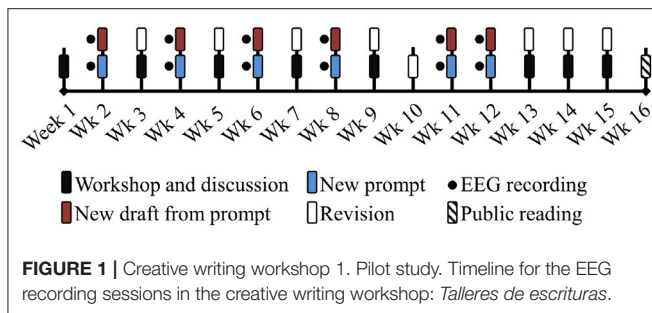 Week 1 Wk 2 Wk 3 Wk 4 Wk 5 Wk 6 Wk 7 Wk 8 Wk 9 Wk 10 Wk 11 Wk 12 Wk 13 Wk 14 Wk 15 Wk 16
Workshop and discussion New prompt EEG recording
New draft from prompt Revision Public reading
FIGURE 1 | Creative writing workshop 1. Pilot study. Timeline for the EEG
recording sessions in the creative writing workshop: Talleres de escrituras.